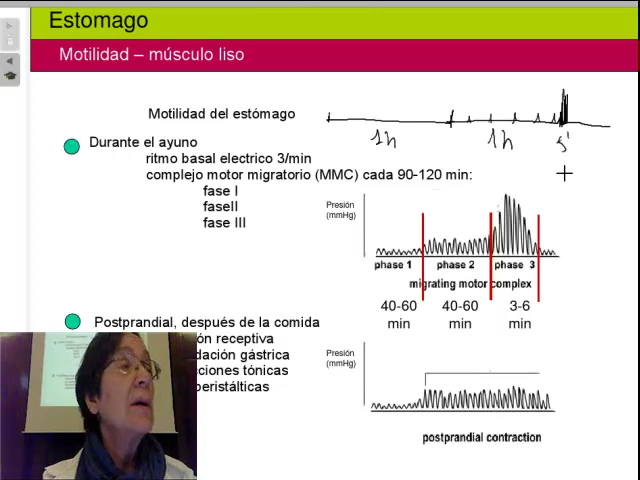 Estomago
Motilidad – músculo liso
Motilidad del estómago
1h 1h 5'
Durante el ayuno
ritmo basal electrico 3/min
complejo motor migratorio (MMC) cada 90-120 min:
fase I
faseII
fase III
Presión
(mmHg)
phase 1 phase 2 phase 3
migrating motor complex
40-60 40-60 3-6
min min min
Postprandial, después de la comida
ón receptiva
dación gástrica
cciones tónicas
peristálticas
Presión
(mmHg)
postprandial contraction